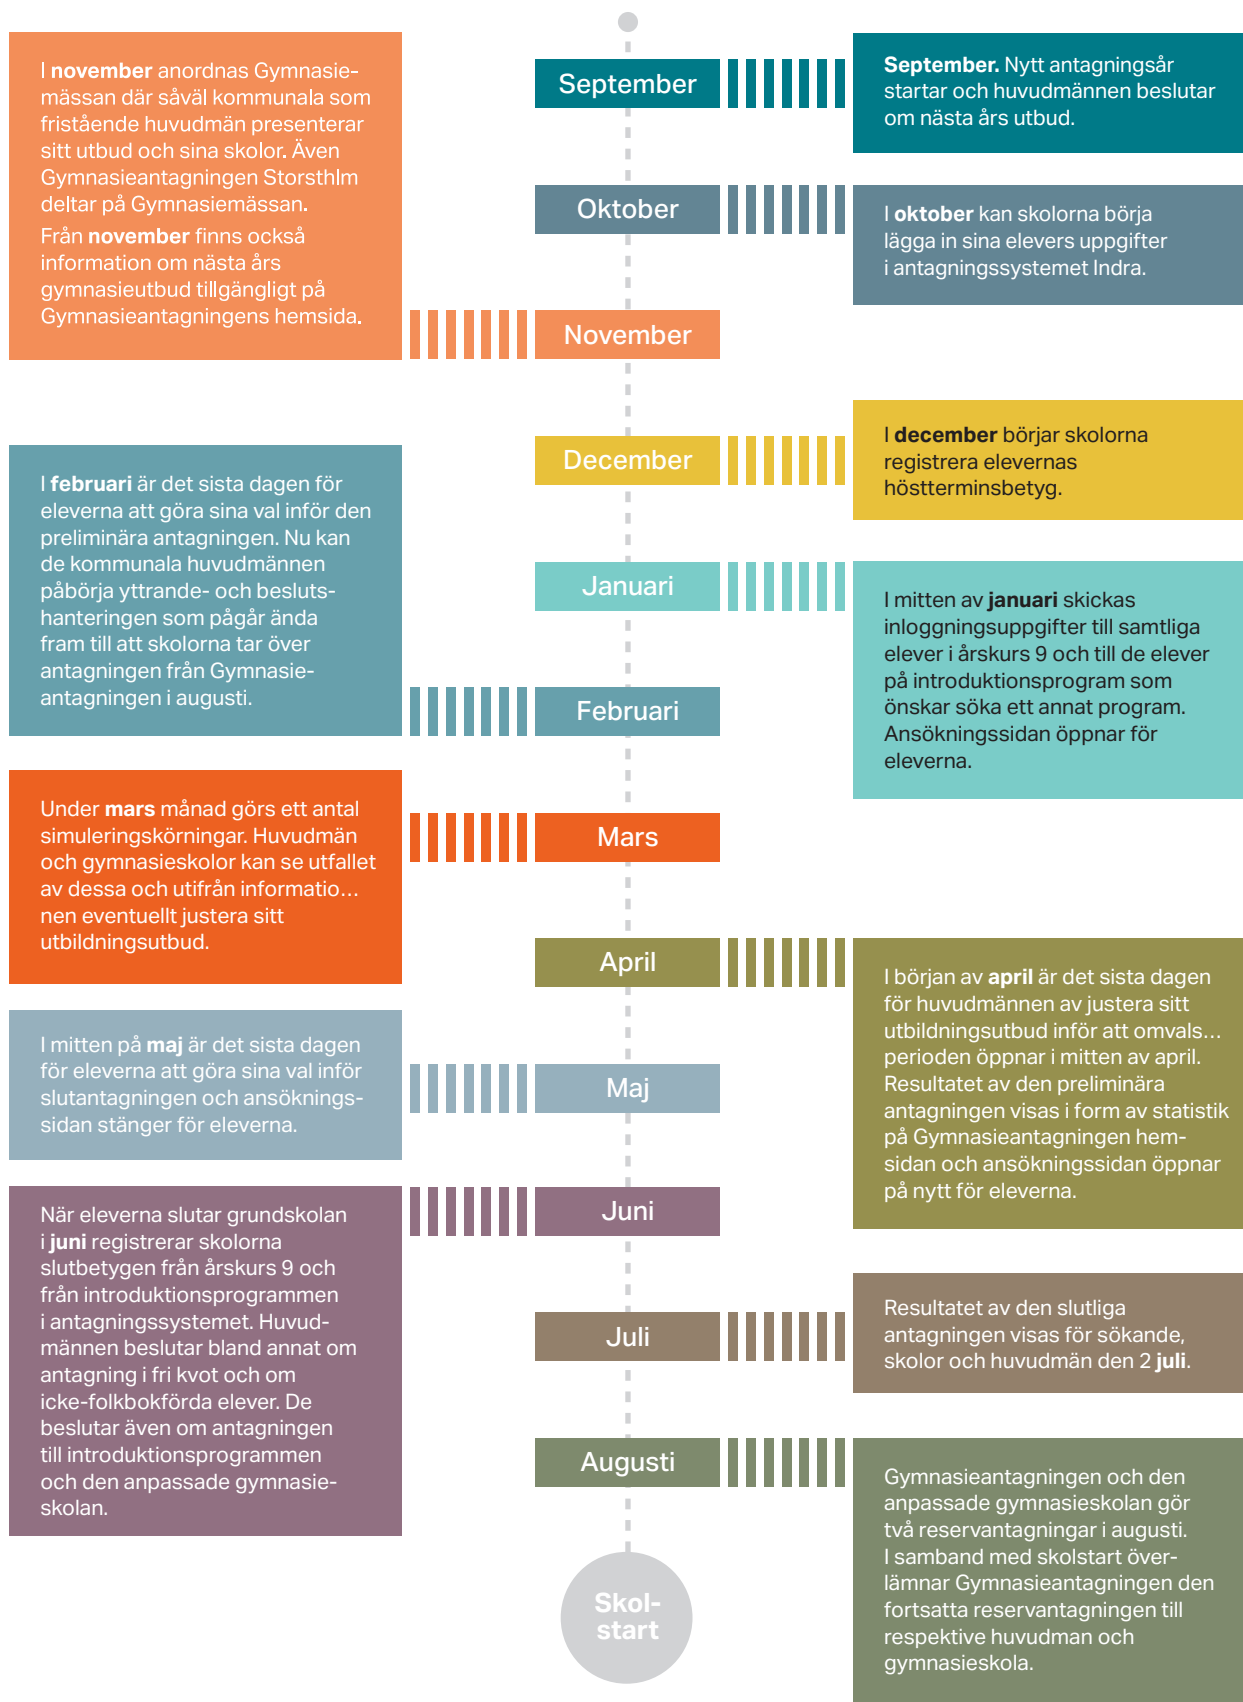 September
September. Nytt antagningsår
startar och huvudmännen beslutar
om nästa års utbud.
Oktober
I oktober kan skolorna börja
lägga in sina elevers uppgifter
i antagningssystemet Indra.
I november anordnas Gymnasie-
mässan där såväl kommunala som
fristående huvudmän presenterar
sitt utbud och sina skolor. Även
Gymnasieantagningen Storsthlm
deltar på Gymnasiemässan.
Från november finns också
information om nästa års
gymnasieutbud tillgängligt på
Gymnasieantagningens hemsida.
November
December
I december börjar skolorna
registrera elevernas
höstterminsbetyg.
Januari
I mitten av januari skickas
inloggningsuppgifter till samtliga
elever i årskurs 9 och till de elever
på introduktionsprogram som
önskar söka ett annat program.
Ansökningssidan öppnar för
eleverna.
I februari är det sista dagen för
eleverna att göra sina val inför den
preliminära antagningen. Nu kan
de kommunala huvudmännen
påbörja yttrande- och besluts-
hanteringen som pågår ända
fram till att skolorna tar över
antagningen från Gymnasie-
antagningen i augusti.
Februari
Under mars månad görs ett antal
simuleringskörningar. Huvudmän
och gymnasieskolor kan se utfallet
av dessa och utifrån informatio…
nen eventuellt justera sitt
utbildningsutbud.
Mars
April
I början av april är det sista dagen
för huvudmännen av justera sitt
utbildningsutbud inför att omvals…
perioden öppnar i mitten av april.
Resultatet av den preliminära
antagningen visas i form av statistik
på Gymnasieantagningen hem-
sidan och ansökningssidan öppnar
på nytt för eleverna.
I mitten på maj är det sista dagen
för eleverna att göra sina val inför
slutantagningen och ansöknings-
sidan stänger för eleverna.
Maj
När eleverna slutar grundskolan
i juni registrerar skolorna
slutbetygen från årskurs 9 och
från introduktionsprogrammen
i antagningssystemet. Huvud-
männen beslutar bland annat om
antagning i fri kvot och om
icke-folkbokförda elever. De
beslutar även om antagningen
till introduktionsprogrammen
och den anpassade gymnasie-
skolan.
Juni
Juli
Resultatet av den slutliga
antagningen visas för sökande,
skolor och huvudmän den 2 juli.
Augusti
Gymnasieantagningen och den
anpassade gymnasieskolan gör
två reservantagningar i augusti.
I samband med skolstart över-
lämnar Gymnasieantagningen den
fortsatta reservantagningen till
respektive huvudman och
gymnasieskola.
Skol-
start